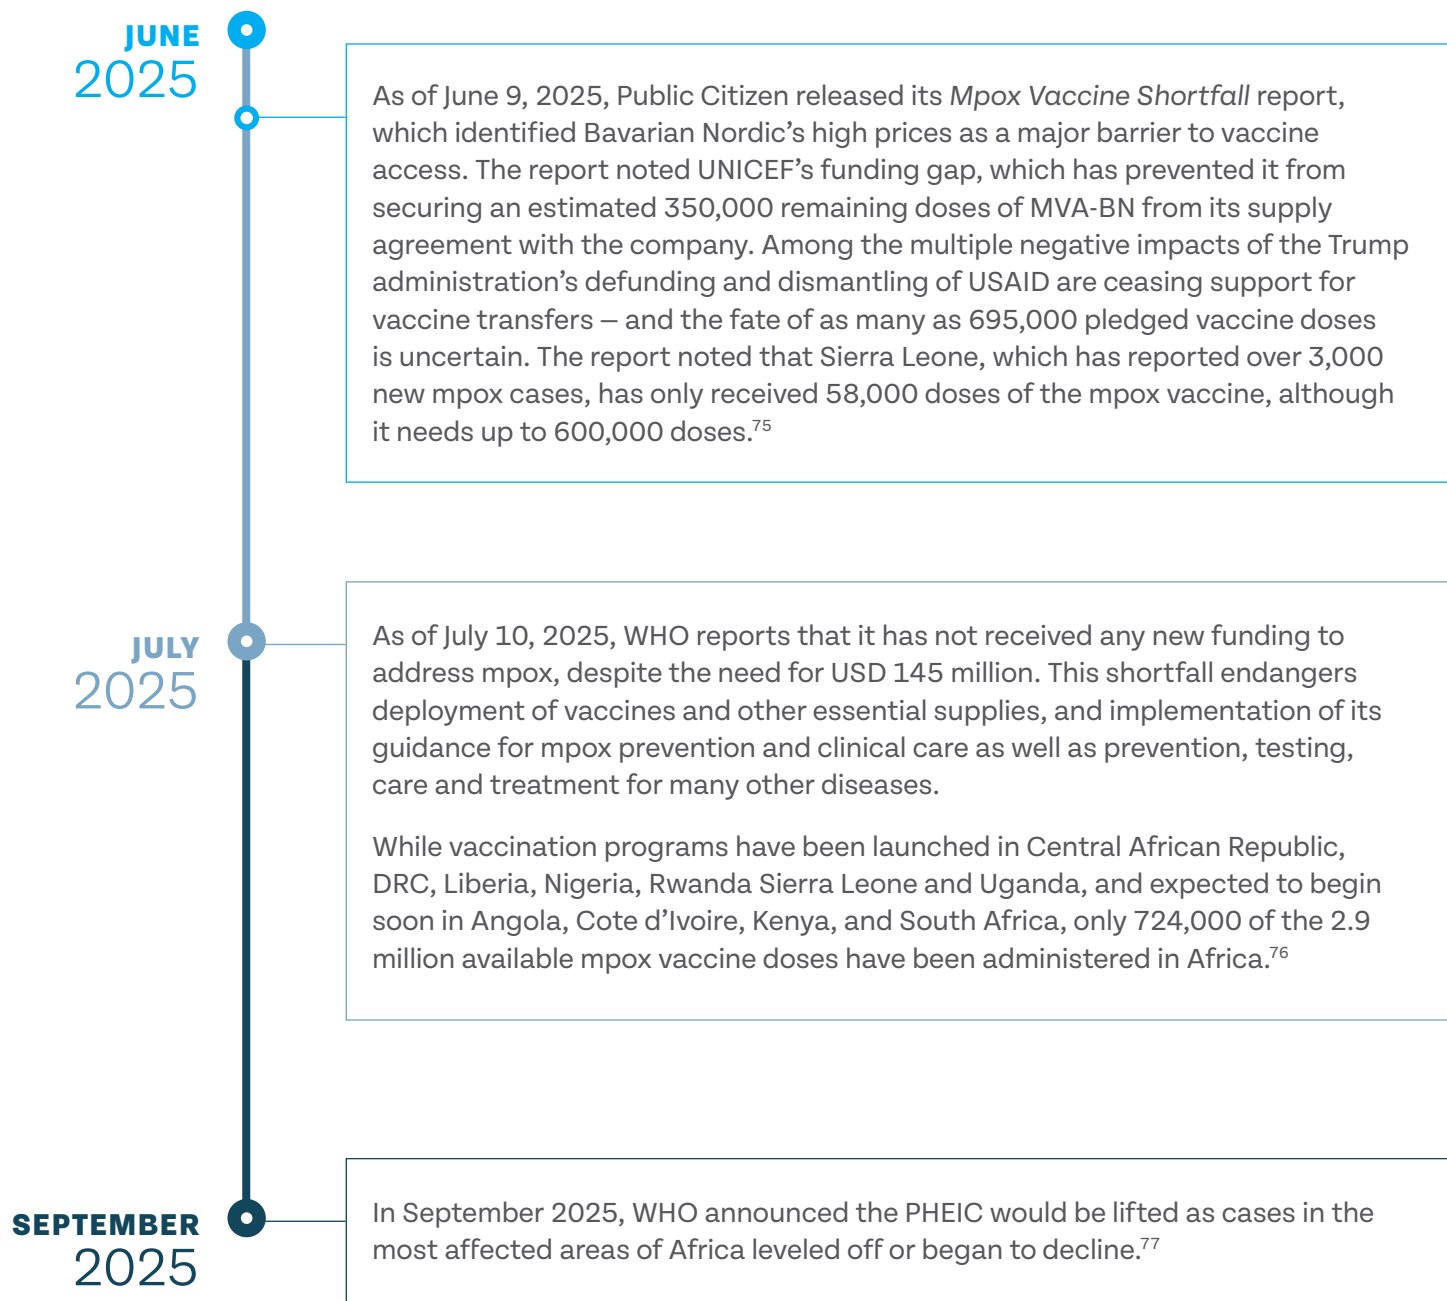 JUNE
2025
As of June 9, 2025, Public Citizen released its Mpox Vaccine Shortfall report,
which identified Bavarian Nordic’s high prices as a major barrier to vaccine
access. The report noted UNICEF’s funding gap, which has prevented it from
securing an estimated 350,000 remaining doses of MVA-BN from its supply
agreement with the company. Among the multiple negative impacts of the Trump
administration’s defunding and dismantling of USAID are ceasing support for
vaccine transfers — and the fate of as many as 695,000 pledged vaccine doses
is uncertain. The report noted that Sierra Leone, which has reported over 3,000
new mpox cases, has only received 58,000 doses of the mpox vaccine, although
it needs up to 600,000 doses.75
JULY
2025
As of July 10, 2025, WHO reports that it has not received any new funding to
address mpox, despite the need for USD 145 million. This shortfall endangers
deployment of vaccines and other essential supplies, and implementation of its
guidance for mpox prevention and clinical care as well as prevention, testing,
care and treatment for many other diseases.
While vaccination programs have been launched in Central African Republic,
DRC, Liberia, Nigeria, Rwanda Sierra Leone and Uganda, and expected to begin
soon in Angola, Cote d’Ivoire, Kenya, and South Africa, only 724,000 of the 2.9
million available mpox vaccine doses have been administered in Africa.76
SEPTEMBER
2025
In September 2025, WHO announced the PHEIC would be lifted as cases in the
most affected areas of Africa leveled off or began to decline.77